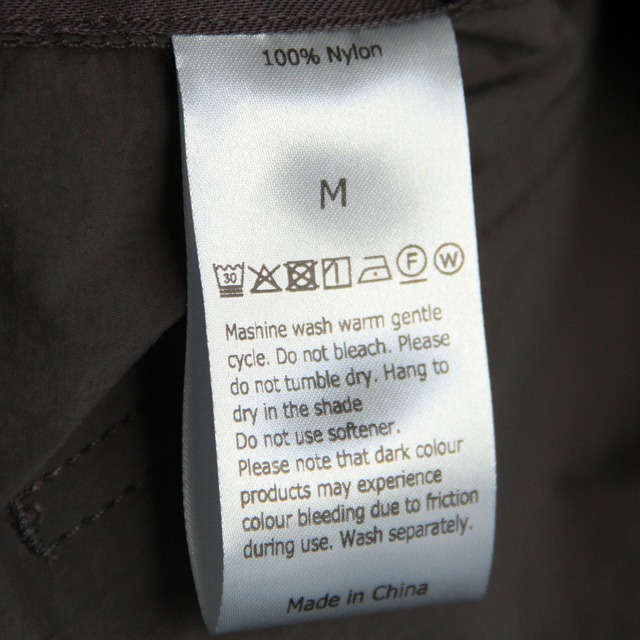 100% Nylon
M
30 F W
Mashine wash warm gentle
cycle. Do not bleach. Please
do not tumble dry. Hang to
dry in the shade
Do not use softener.
Please note that dark colour
products may experience
colour bleeding due to friction
during use. Wash separately.
Made in China